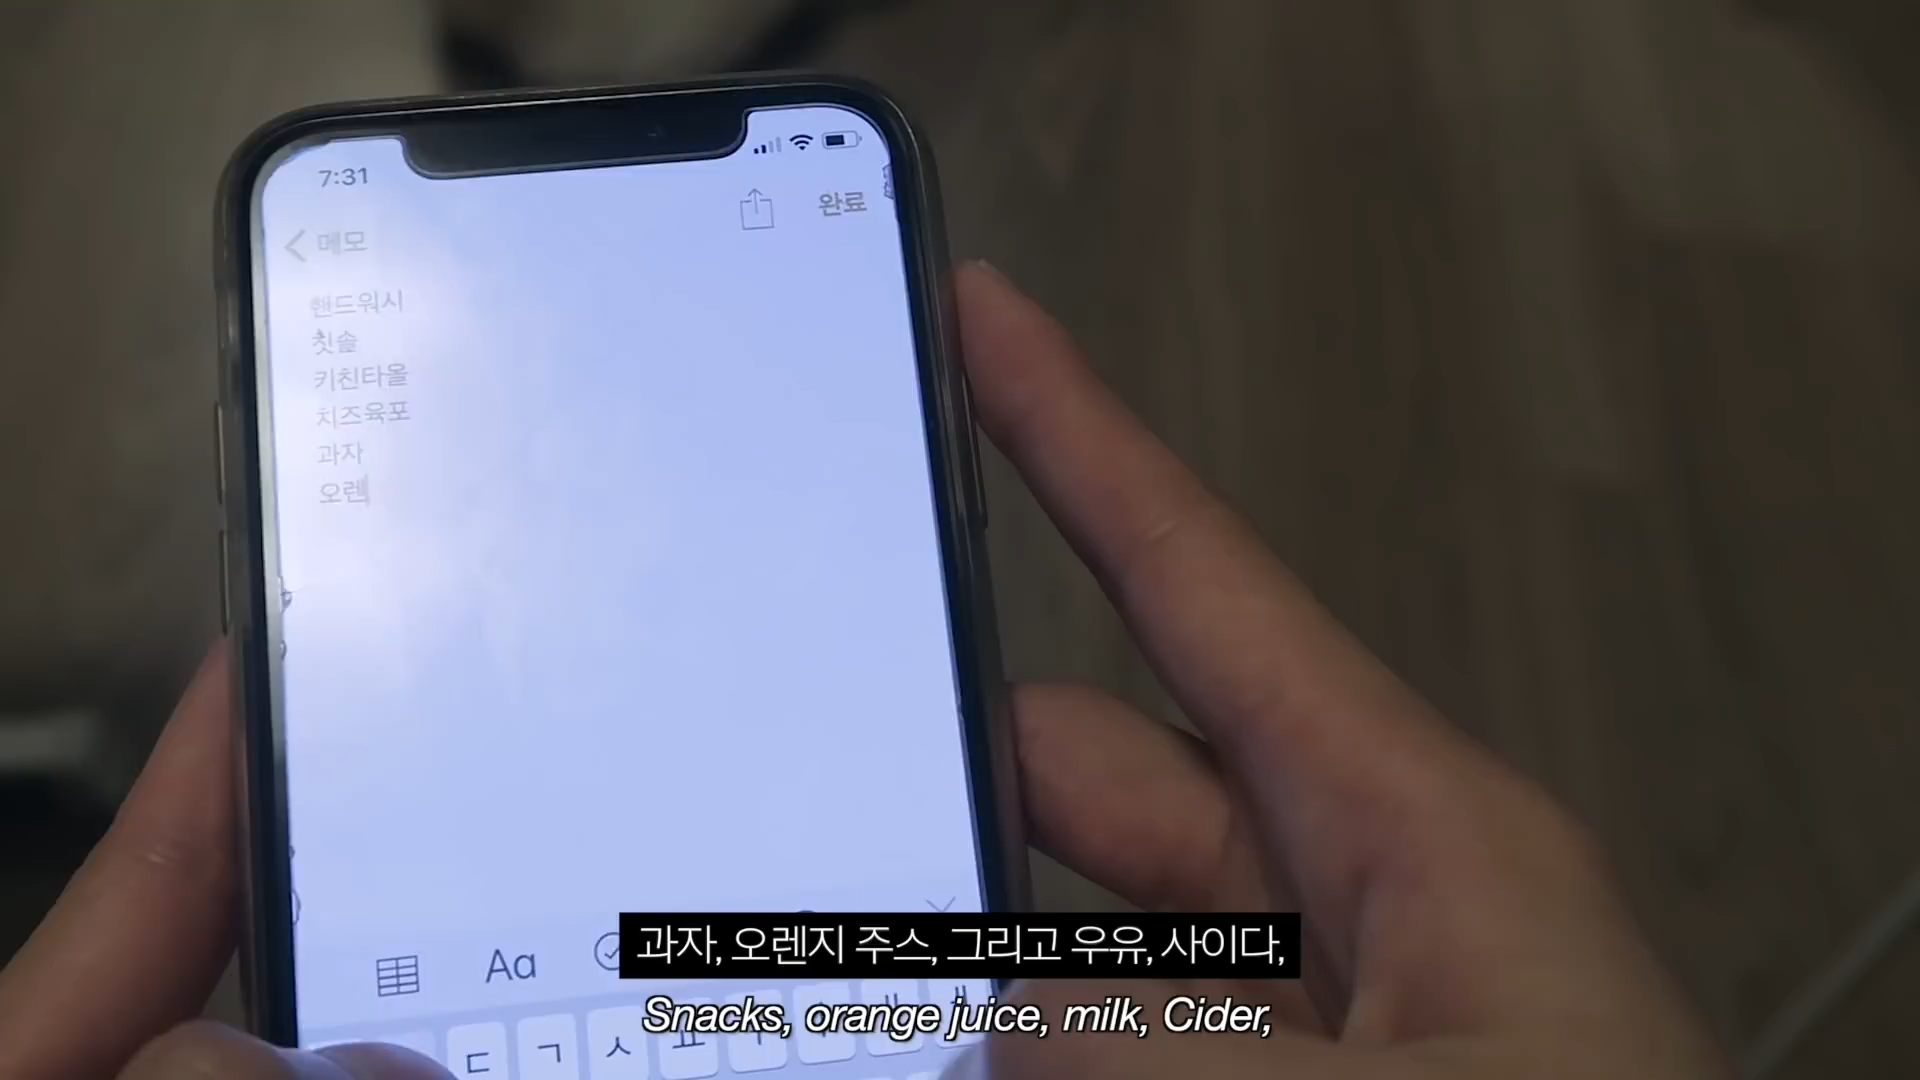 7:31
완료
메모
핸드워시
칫솔
키친타올
치즈육포
과자
오렌
Aa
과자, 오렌지 주스, 그리고 우유, 사이다,
Snacks, orange juice, milk, Cider,
ㄷ ㄱ ㅅ ㅛ